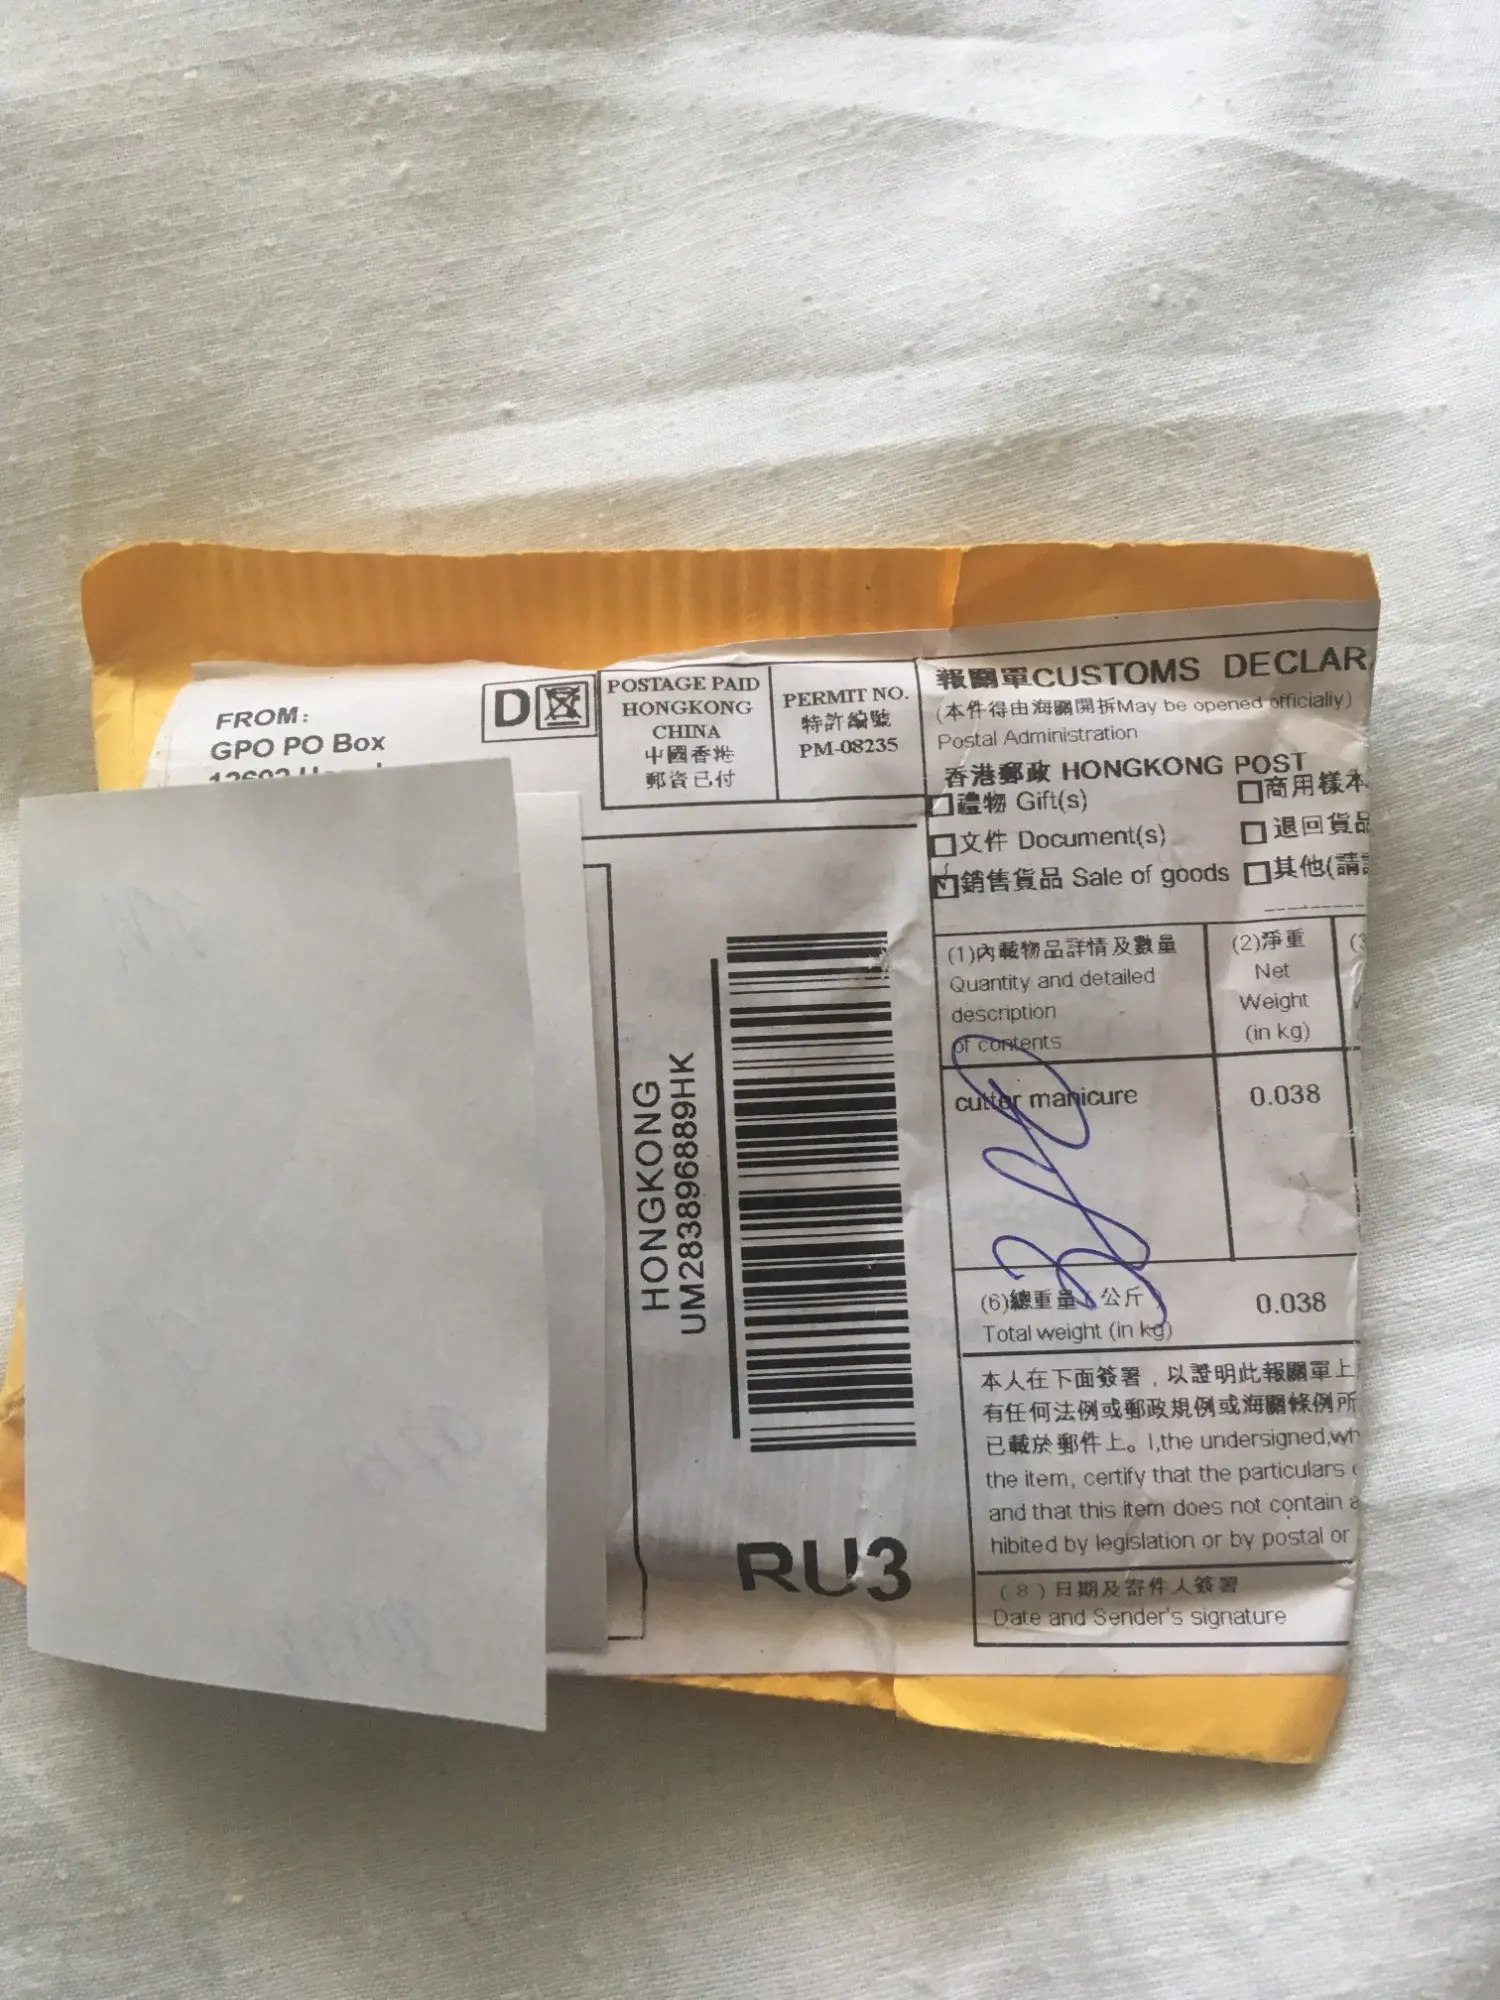 FROM:
GPO PO Box
D
POSTAGE PAID
HONGKONG
CHINA
中國香港
郵資已付
PERMIT NO.
特許編號
PM-08235
報關單CUSTOMS DECLAR
(本件得由海關開拆May be opened officially)
Postal Administration
香港郵政 HONGKONG POST
禮物 Gift(s)
商用樣本
文件 Document(s)
退回貨品
銷售貨品 Sale of goods
其他(請
(1)內載物品詳情及數量
Quantity and detailed
description
of contents
(2)淨重
Net
Weight
(in kg)
cutter manicure
0.038
(6)總重量(公斤)
Total weight (in kg)
0.038
本人在下面簽署，以證明此報關單上
有任何法例或郵政規例或海關條例所
已載於郵件上。I,the undersigned,wh
the item, certify that the particulars
and that this item does not contain a
hibited by legislation or by postal or
(8)日期及寄件人簽署
Date and Sender's signature
HONGKONG
UM283896889HK
RU3